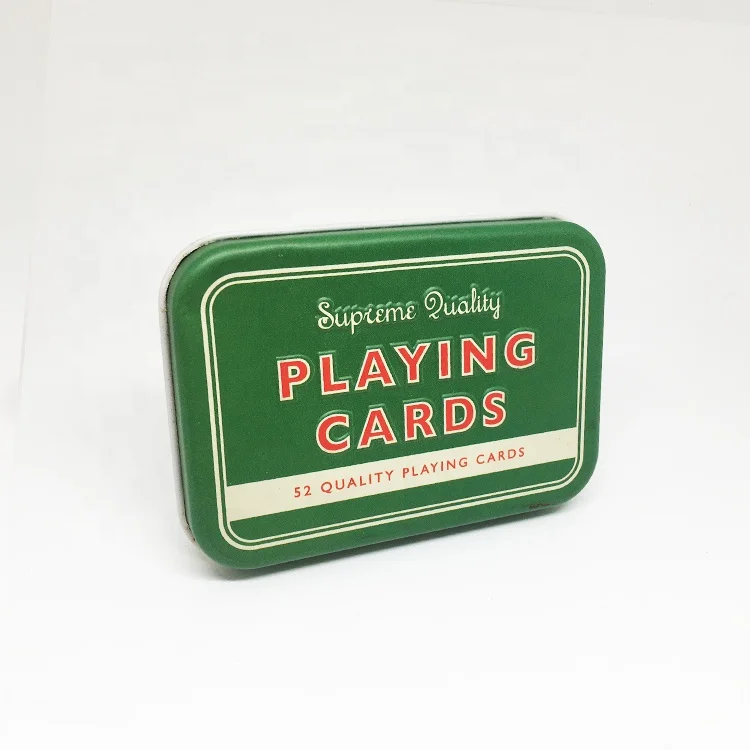 Supreme Quality
PLAYING
CARDS
52 QUALITY PLAYING CARDS